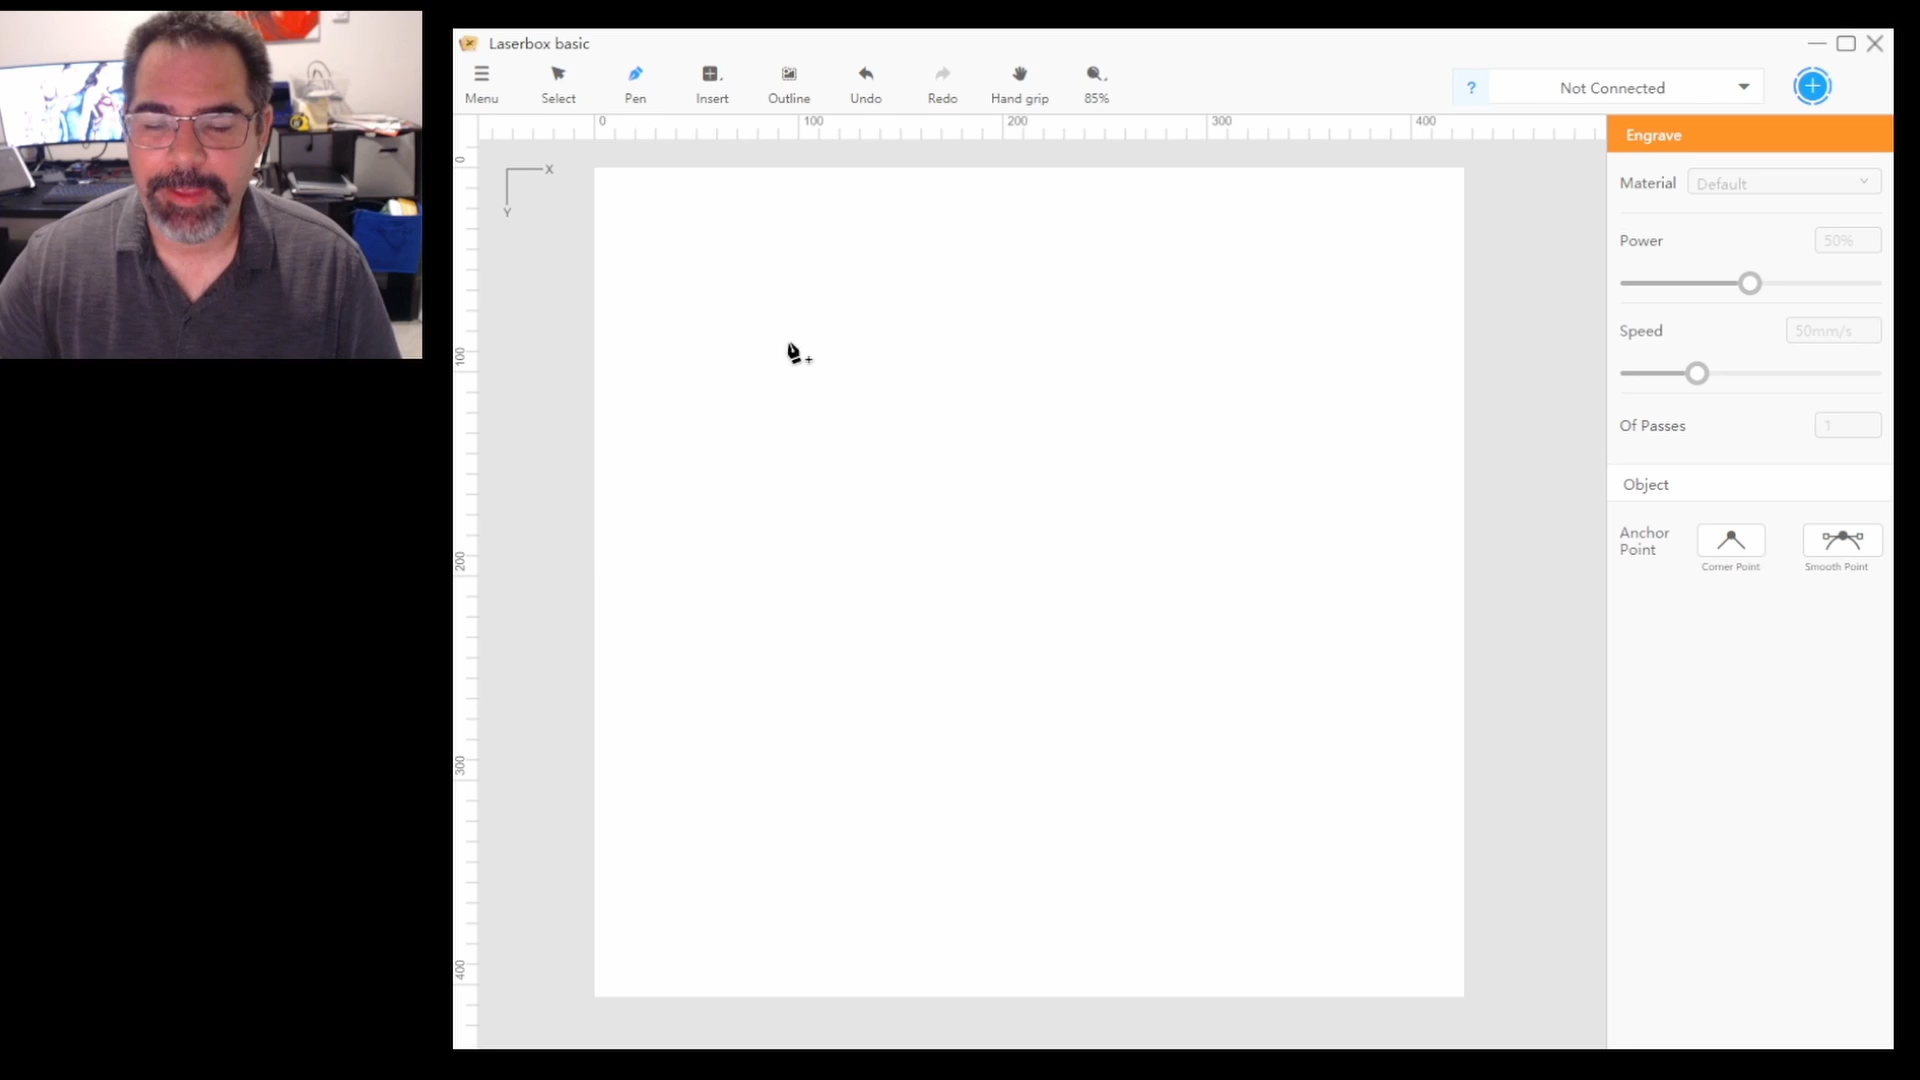 Laserbox basic
Menu Select Pen Insert Outline Undo Redo Hand grip 85%
? Not Connected
0 100 200 300 400
0
100
200
300
400
X
Y
Engrave
Material Default
Power 50%
Speed 50mm/s
Of Passes 1
Object
Anchor
Point
Corner Point Smooth Point